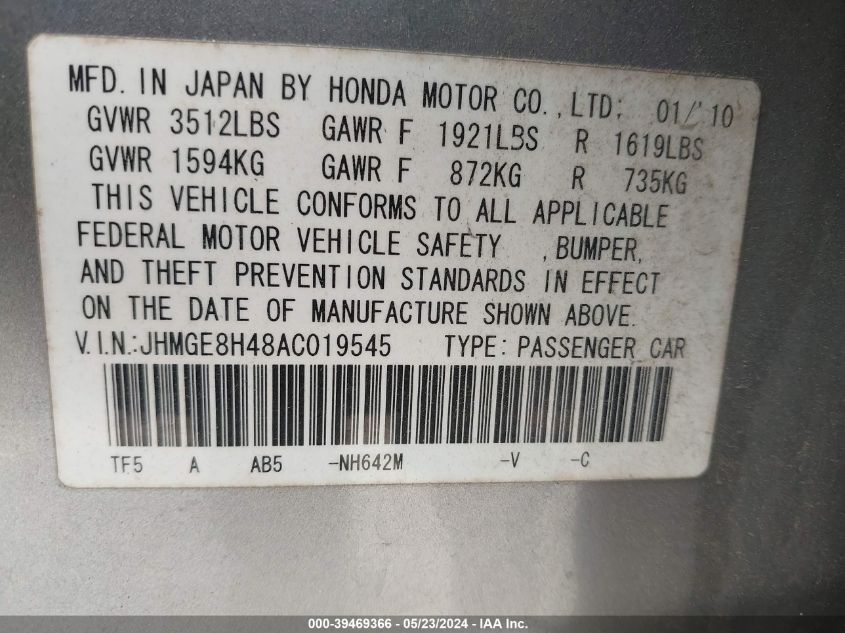 MFD. IN JAPAN BY HONDA MOTOR CO., LTD; 01/10
GVWR 3512LBS GAWR F 1921LBS R 1619LBS
GVWR 1594KG GAWR F 872KG R 735KG
THIS VEHICLE CONFORMS TO ALL APPLICABLE
FEDERAL MOTOR VEHICLE SAFETY , BUMPER,
AND THEFT PREVENTION STANDARDS IN EFFECT
ON THE DATE OF MANUFACTURE SHOWN ABOVE.
V.I.N.:JHMGE8H48AC019545 TYPE: PASSENGER CAR
TF5 A AB5 -NH642M -V -C
000-39469366 - 05/23/2024 - IAA Inc.